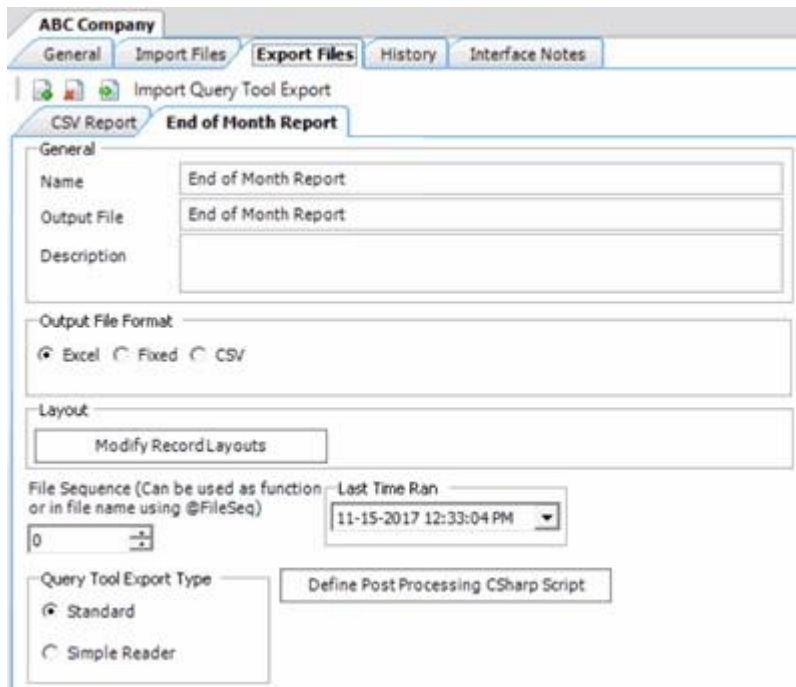 ABC Company
General Import Files Export Files History Interface Notes
Import Query Tool Export
CSV Report End of Month Report
General
Name End of Month Report
Output File End of Month Report
Description
Output File Format
Excel Fixed CSV
Layout
Modify Record Layouts
File Sequence (Can be used as function
or in file name using @FileSeq)
0
Last Time Ran
11-15-2017 12:33:04 PM
Query Tool Export Type
Standard
Simple Reader
Define Post Processing CSharp Script